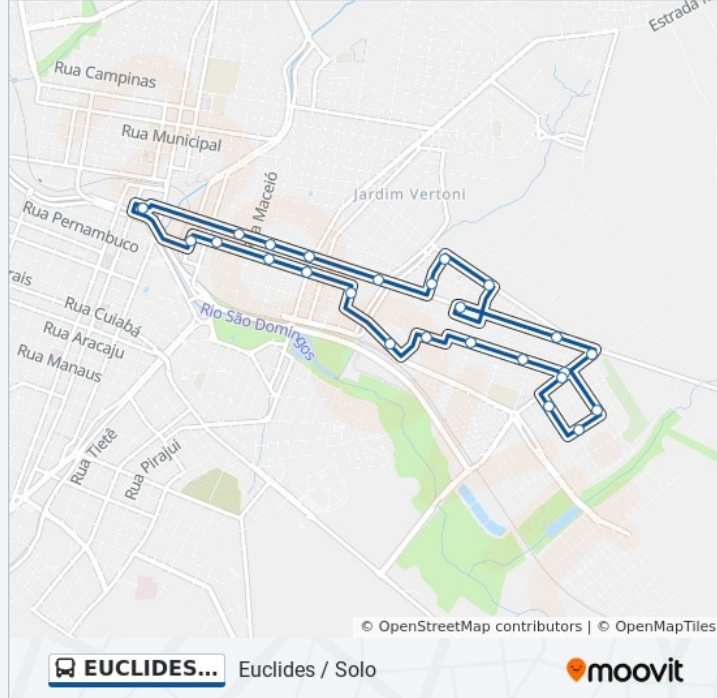 Estrada
Rua Campinas
Rua Municipal
Maceió
Jardim Vertoni
Rua Pernambuco
rais
Rua Cuiabá
Rio São Domingos
Rua Aracaju
Rua Manaus
Rua Tietê
Rua Pirajuí
© OpenStreetMap contributors | © OpenMapTiles
EUCLIDES... Euclides / Solo
moovit